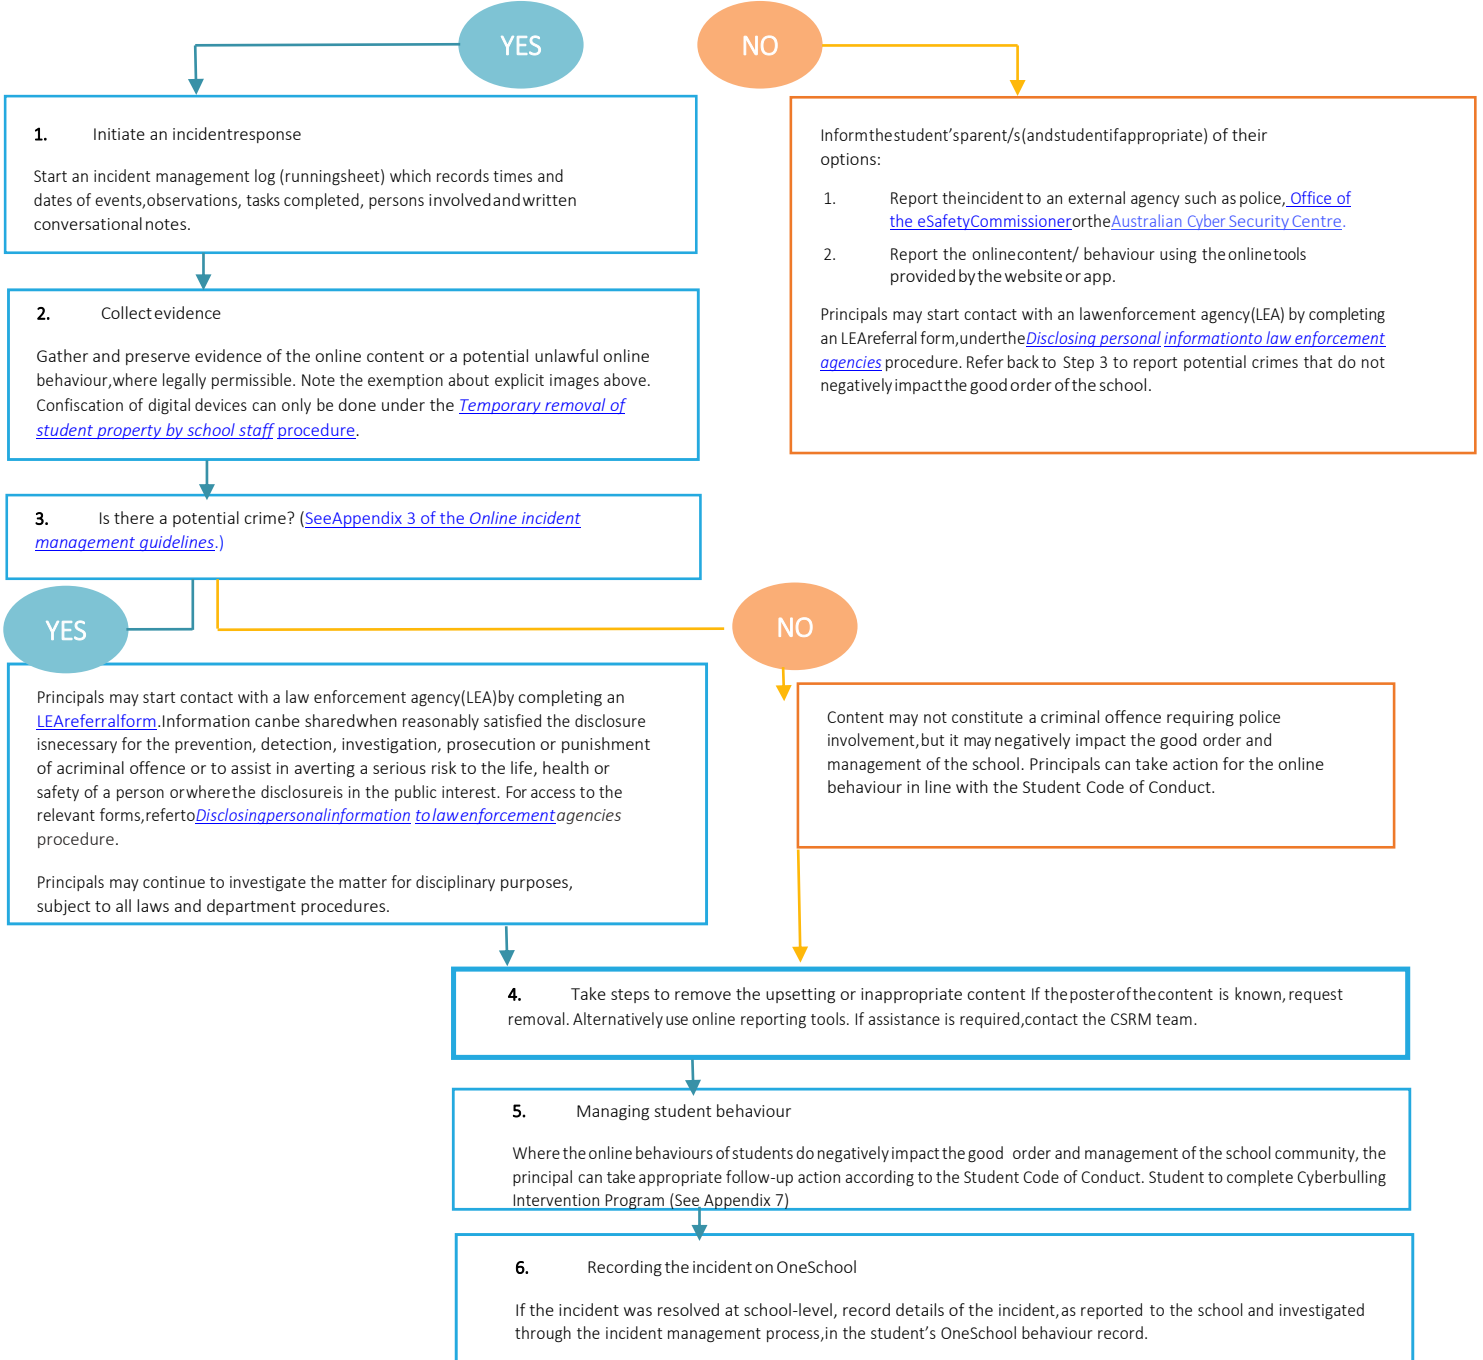 YES
NO
1. Initiate an incidentresponse
Start an incident management log (runningsheet) which records times and
dates of events,observations, tasks completed, persons involvedandwritten
conversationalnotes.
Informthestudent'sparent/s(andstudentifappropriate) of their
options:
1. Report theincident to an external agency such as police, Office of
the eSafetyCommissionerortheAustralian Cyber Security Centre.
2. Report the onlinecontent/ behaviour using theonlinetools
providedbythewebsiteorapp.
Principals may start contact with an lawenforcement agency(LEA) by completing
an LEAreferral form,undertheDisclosing personal informationto law enforcement
agencies procedure. Refer back to Step 3 to report potential crimes that do not
negativelyimpactthe good order of the school.
2. Collectevidence
Gather and preserve evidence of the online content or a potential unlawful online
behaviour,where legally permissible. Note the exemption about explicit images above.
Confiscation of digital devices can only be done under the Temporary removal of
student property by school staff procedure.
3. Is there a potential crime? (SeeAppendix 3 of the Online incident
management guidelines.)
YES
NO
Principals may start contact with a law enforcement agency(LEA)by completing an
LEAreferralform.Information canbe sharedwhen reasonably satisfied the disclosure
isnecessary for the prevention, detection, investigation, prosecution or punishment
of acriminal offence or to assist in averting a serious risk to the life, health or
safety of a person orwherethe disclosureis in the public interest. For access to the
relevant forms,refertoDisclosingpersonalinformation tolawenforcementagencies
procedure.
Principals may continue to investigate the matter for disciplinary purposes,
subject to all laws and department procedures.
Content may not constitute a criminal offence requiring police
involvement,but it may negatively impact the good order and
management of the school. Principals can take action for the online
behaviour in line with the Student Code of Conduct.
4. Take steps to remove the upsetting or inappropriate content If theposterofthecontent is known, request
removal. Alternatively use online reporting tools. If assistance is required,contact the CSRM team.
5. Managing student behaviour
Where the online behaviours of students do negativelyimpact the good order and management of the school community, the
principal can take appropriate follow-up action according to the Student Code of Conduct. Student to complete Cyberbulling
Intervention Program (See Appendix 7)
6. Recording the incident on OneSchool
If the incident was resolved at school-level, record details of the incident,as reported to the school and investigated
through the incident management process,in the student's OneSchool behaviour record.